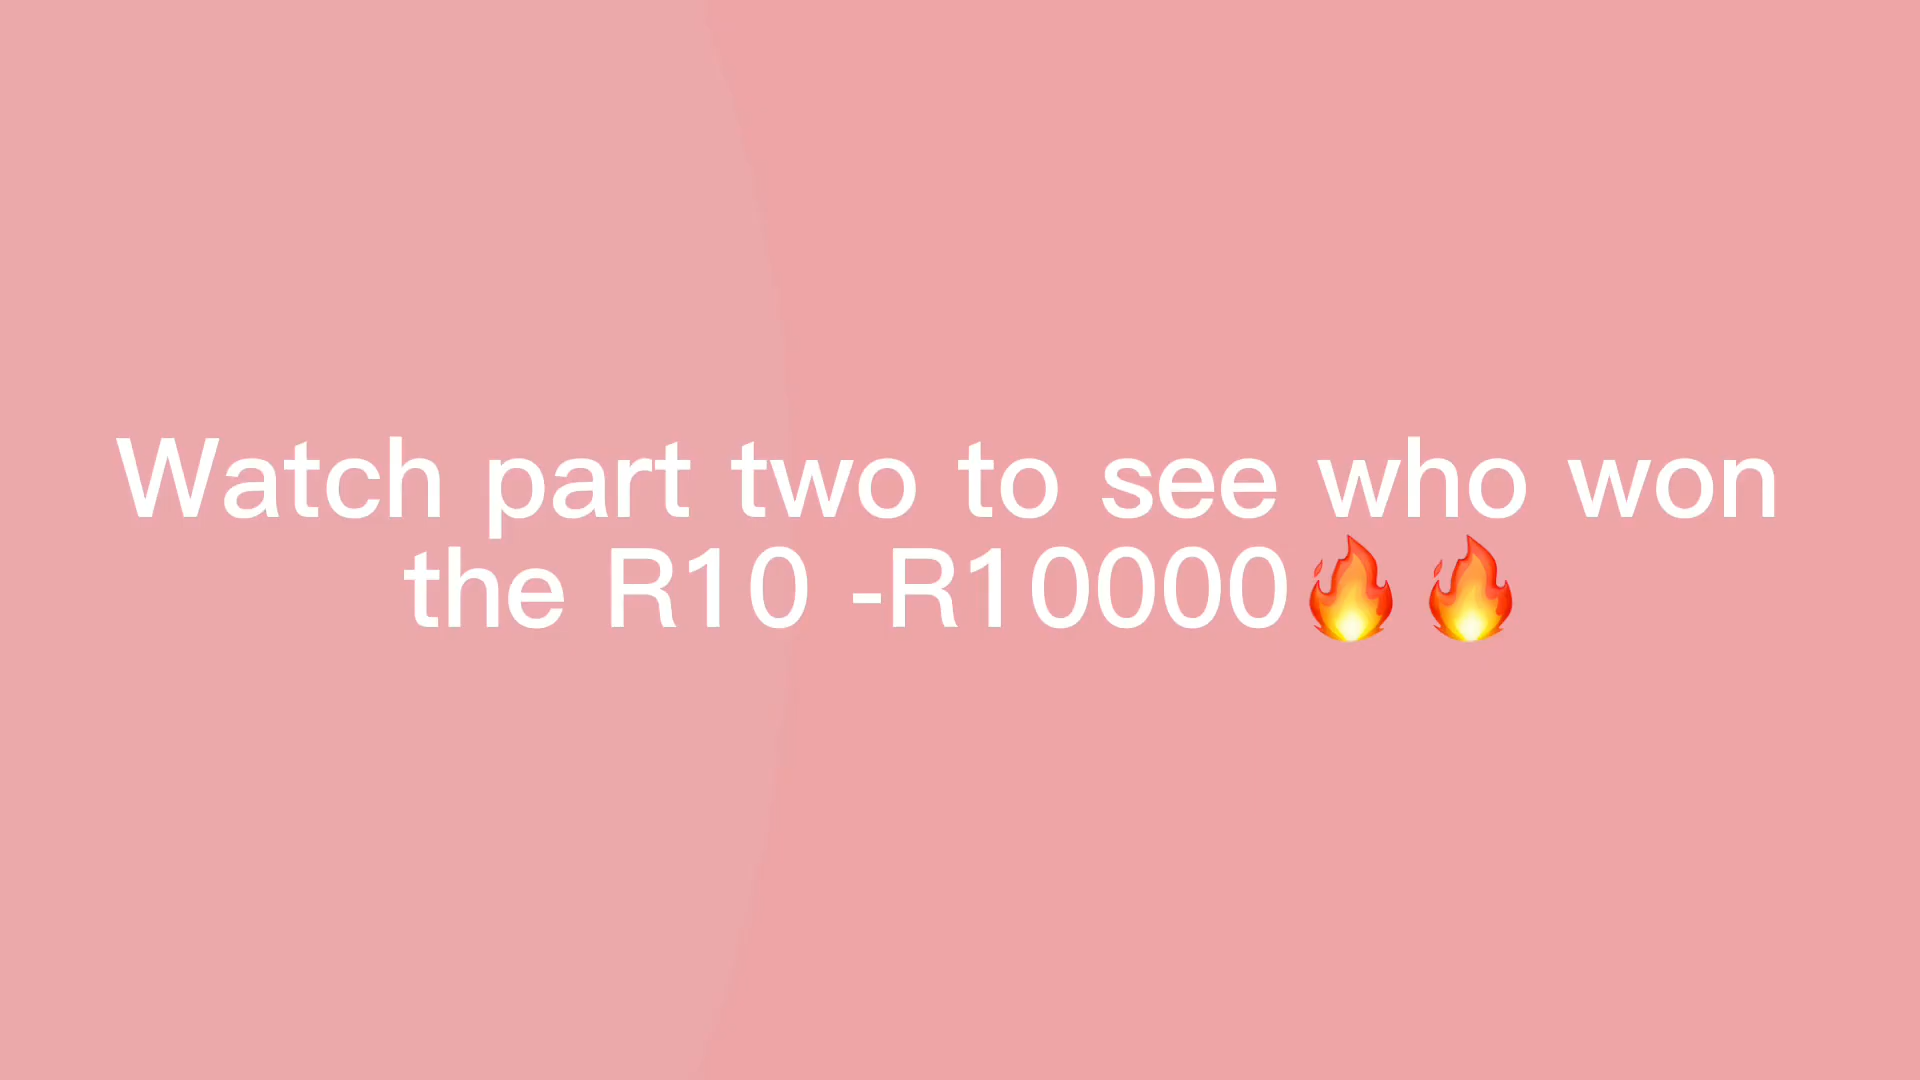 Watch part two to see who won
the R10 -R10000🔥🔥